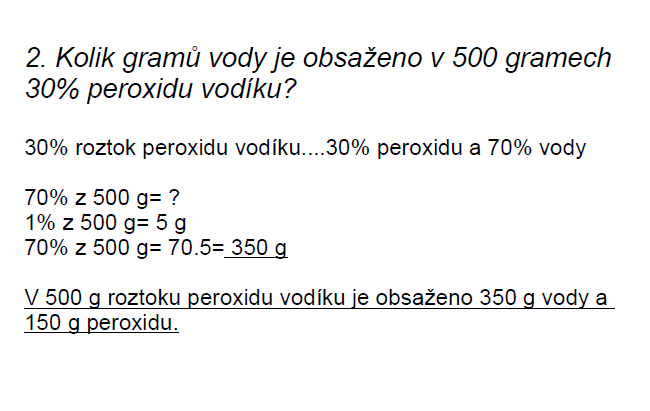 2. Kolik gramů vody je obsaženo v 500 gramech
30% peroxidu vodíku?
30% roztok peroxidu vodíku....30% peroxidu a 70% vody
70% z 500 g= ?
1% z 500 g= 5 g
70% z 500 g= 70.5= 350 g
V 500 g roztoku peroxidu vodíku je obsaženo 350 g vody a
150 g peroxidu.